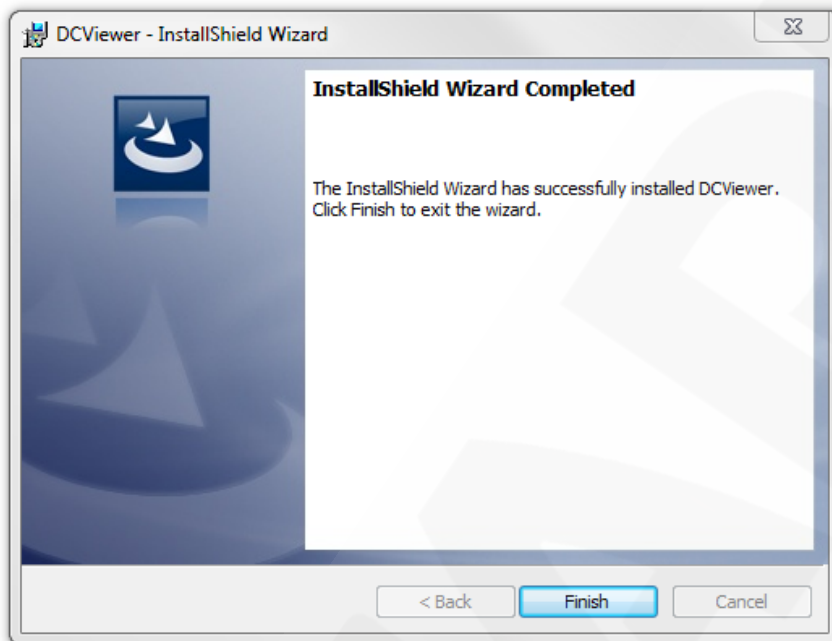 DCViewer - InstallShield Wizard
InstallShield Wizard Completed
The InstallShield Wizard has successfully installed DCViewer.
Click Finish to exit the wizard.
< Back
Finish
Cancel